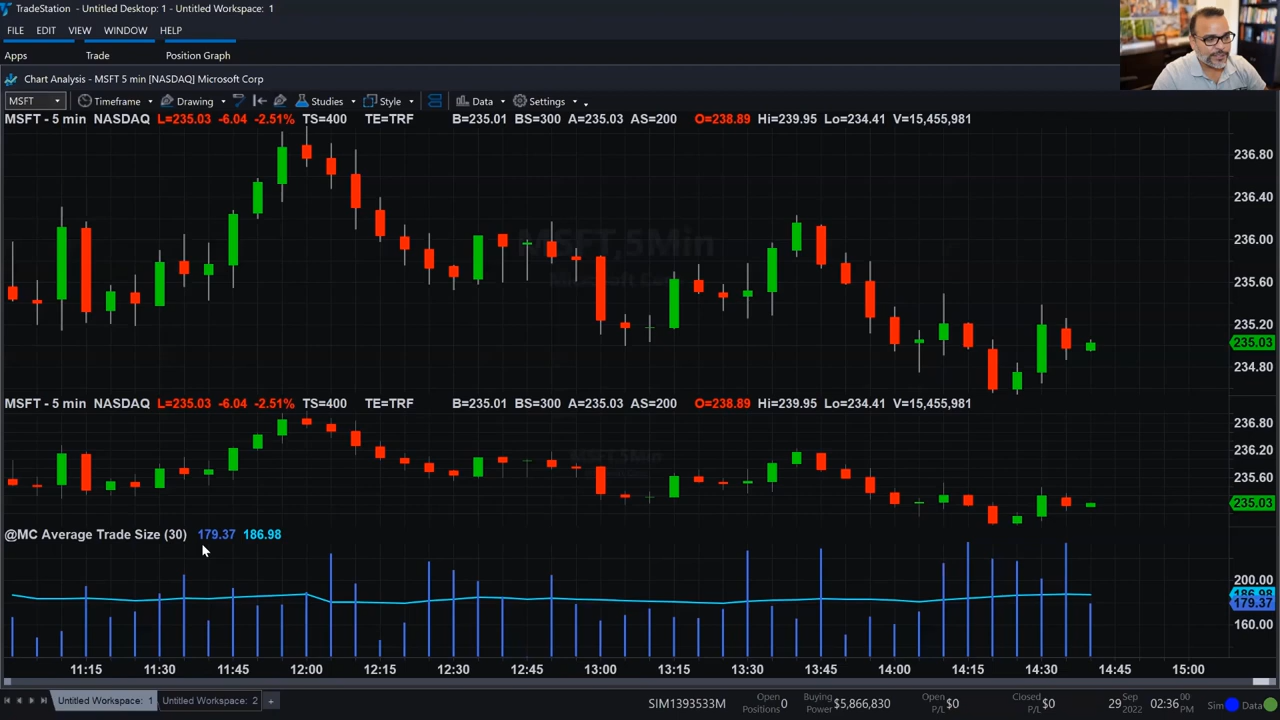 TradeStation - Untitled Desktop: 1 - Untitled Workspace: 1
FILE EDIT VIEW WINDOW HELP
Apps Trade Position Graph
Chart Analysis - MSFT 5 min [NASDAQ] Microsoft Corp
MSFT Timeframe Drawing Studies Style Data Settings
MSFT - 5 min NASDAQ L=235.03 -6.04 -2.51% TS=400 TE=TRF B=235.01 BS=300 A=235.03 AS=200 O=238.89 Hi=239.95 Lo=234.41 V=15,455,981
236.80
236.40
236.00
MSFT,5Min
Microsoft Corp
235.60
235.20
235.03
234.80
MSFT - 5 min NASDAQ L=235.03 -6.04 -2.51% TS=400 TE=TRF B=235.01 BS=300 A=235.03 AS=200 O=238.89 Hi=239.95 Lo=234.41 V=15,455,981
236.80
236.20
MSFT,5Min
235.60
235.03
@MC Average Trade Size (30) 179.37 186.98
200.00
186.98
179.37
160.00
11:15 11:30 11:45 12:00 12:15 12:30 12:45 13:00 13:15 13:30 13:45 14:00 14:15 14:30 14:45 15:00
Untitled Workspace: 1 Untitled Workspace: 2 +
SIM1393533M Open Positions 0 Buying Power $5,866,830 Open P/L $0 Closed P/L $0 29 Sep 2022 02:36 00 PM Sim Data